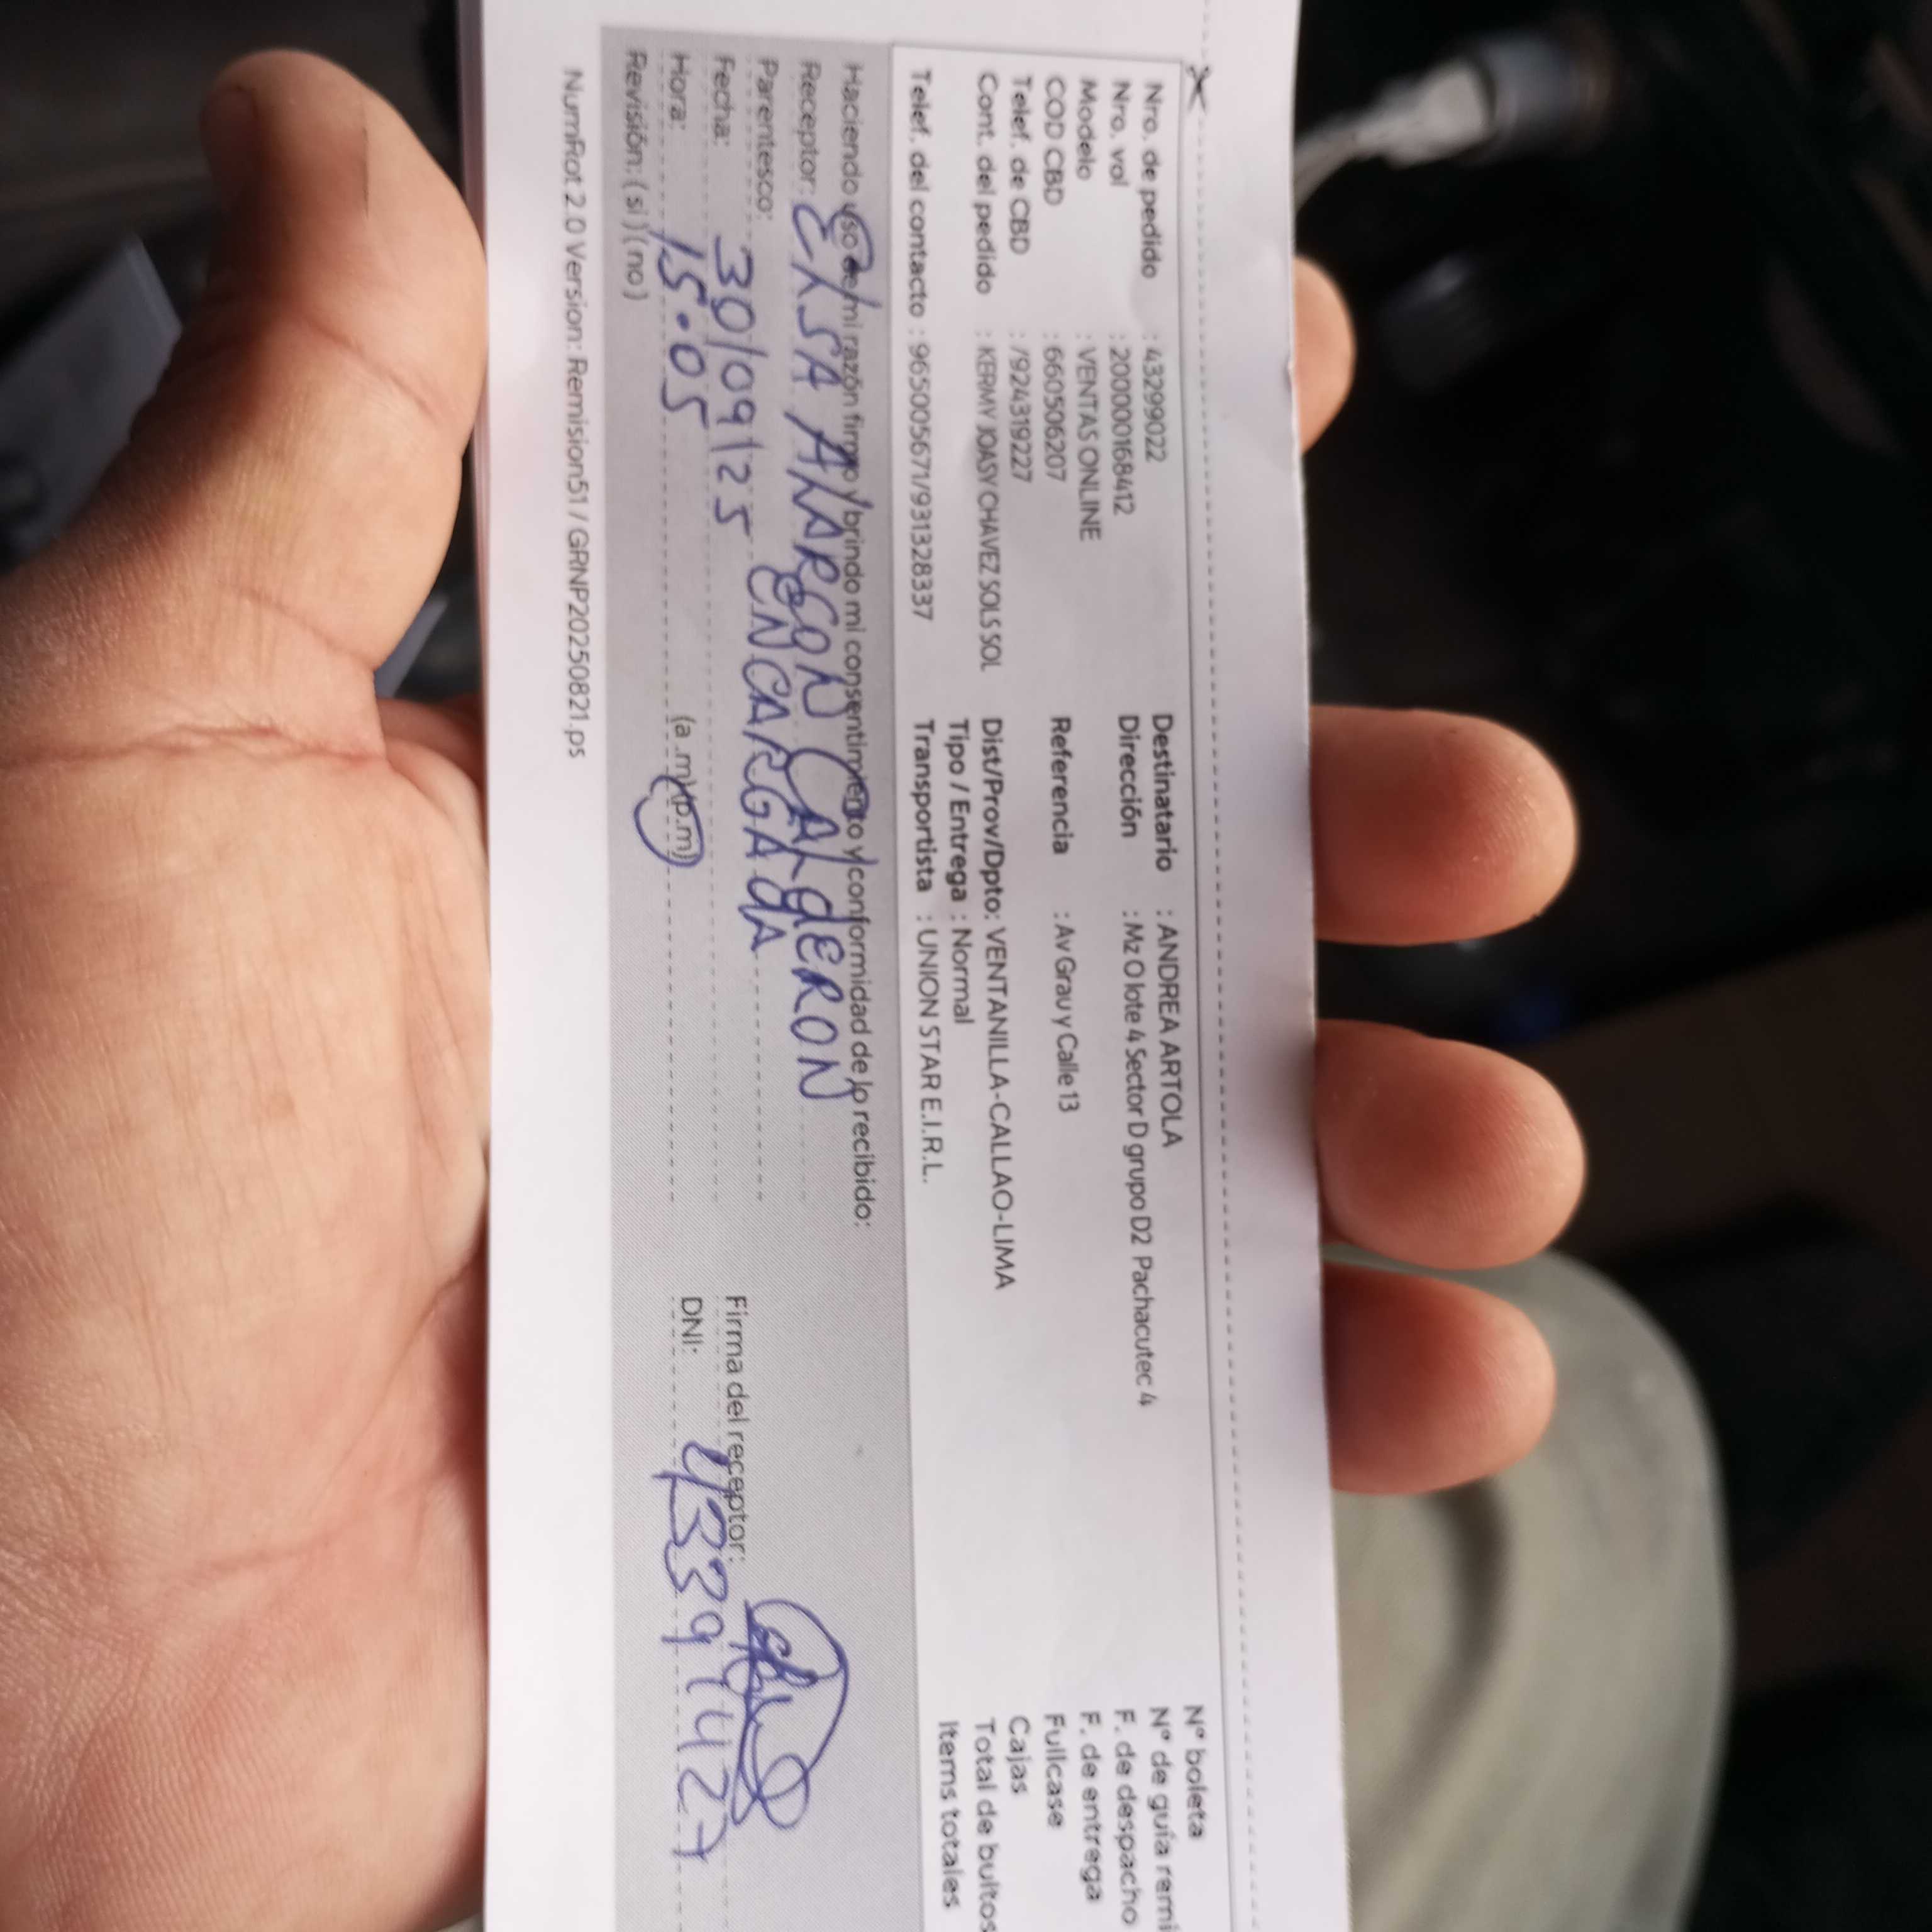 Nro. de pedido : 43299022
Nro. vol : 2000000168412
Modelo : VENTAS ONLINE
COD CBD : 660506207
Telef. de CBD : /924319227
Cont. del pedido : KERMY JOASY CHAVEZ SOLS SOL
Telef. del contacto : 965005671/931328337
Destinatario : ANDREA ARTOLA
Dirección : Mz O lote 4 Sector D grupo D2 Pachacutec 4
Referencia : Av Grau y Calle 13
Dist/Prov/Dpto: VENTANILLA-CALLAO-LIMA
Tipo / Entrega : Normal
Transportista : UNION STAR E.I.R.L.
N° boleta
N° de guía remi
F. de despacho
F. de entrega
Fullcase
Cajas
Total de bultos
Items totales
Haciendo uso de mi razón firmo y brindo mi consentimiento y conformidad de lo recibido:
Receptor: ELSA ALARCON CALDERON
Parentesco: ENCARGADA
Fecha: 30/09/25
Hora: 15:05 (a.m) (p.m)
Revisión: ( si ) ( no )
Firma del receptor:
DNI:
NumRot 2.0 Version: Remision51 / GRNP20250821.ps